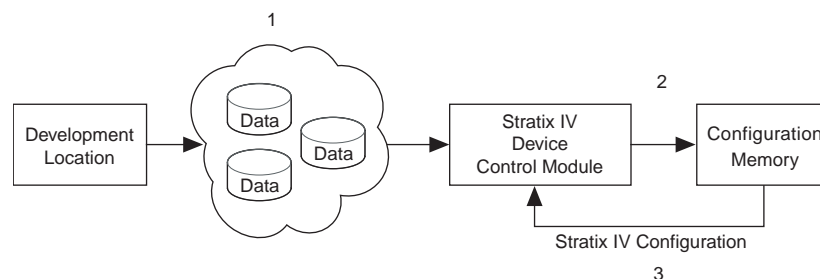 1
Development
Location
Data
Data
Data
Stratix IV
Device
Control Module
2
Configuration
Memory
Stratix IV Configuration
3